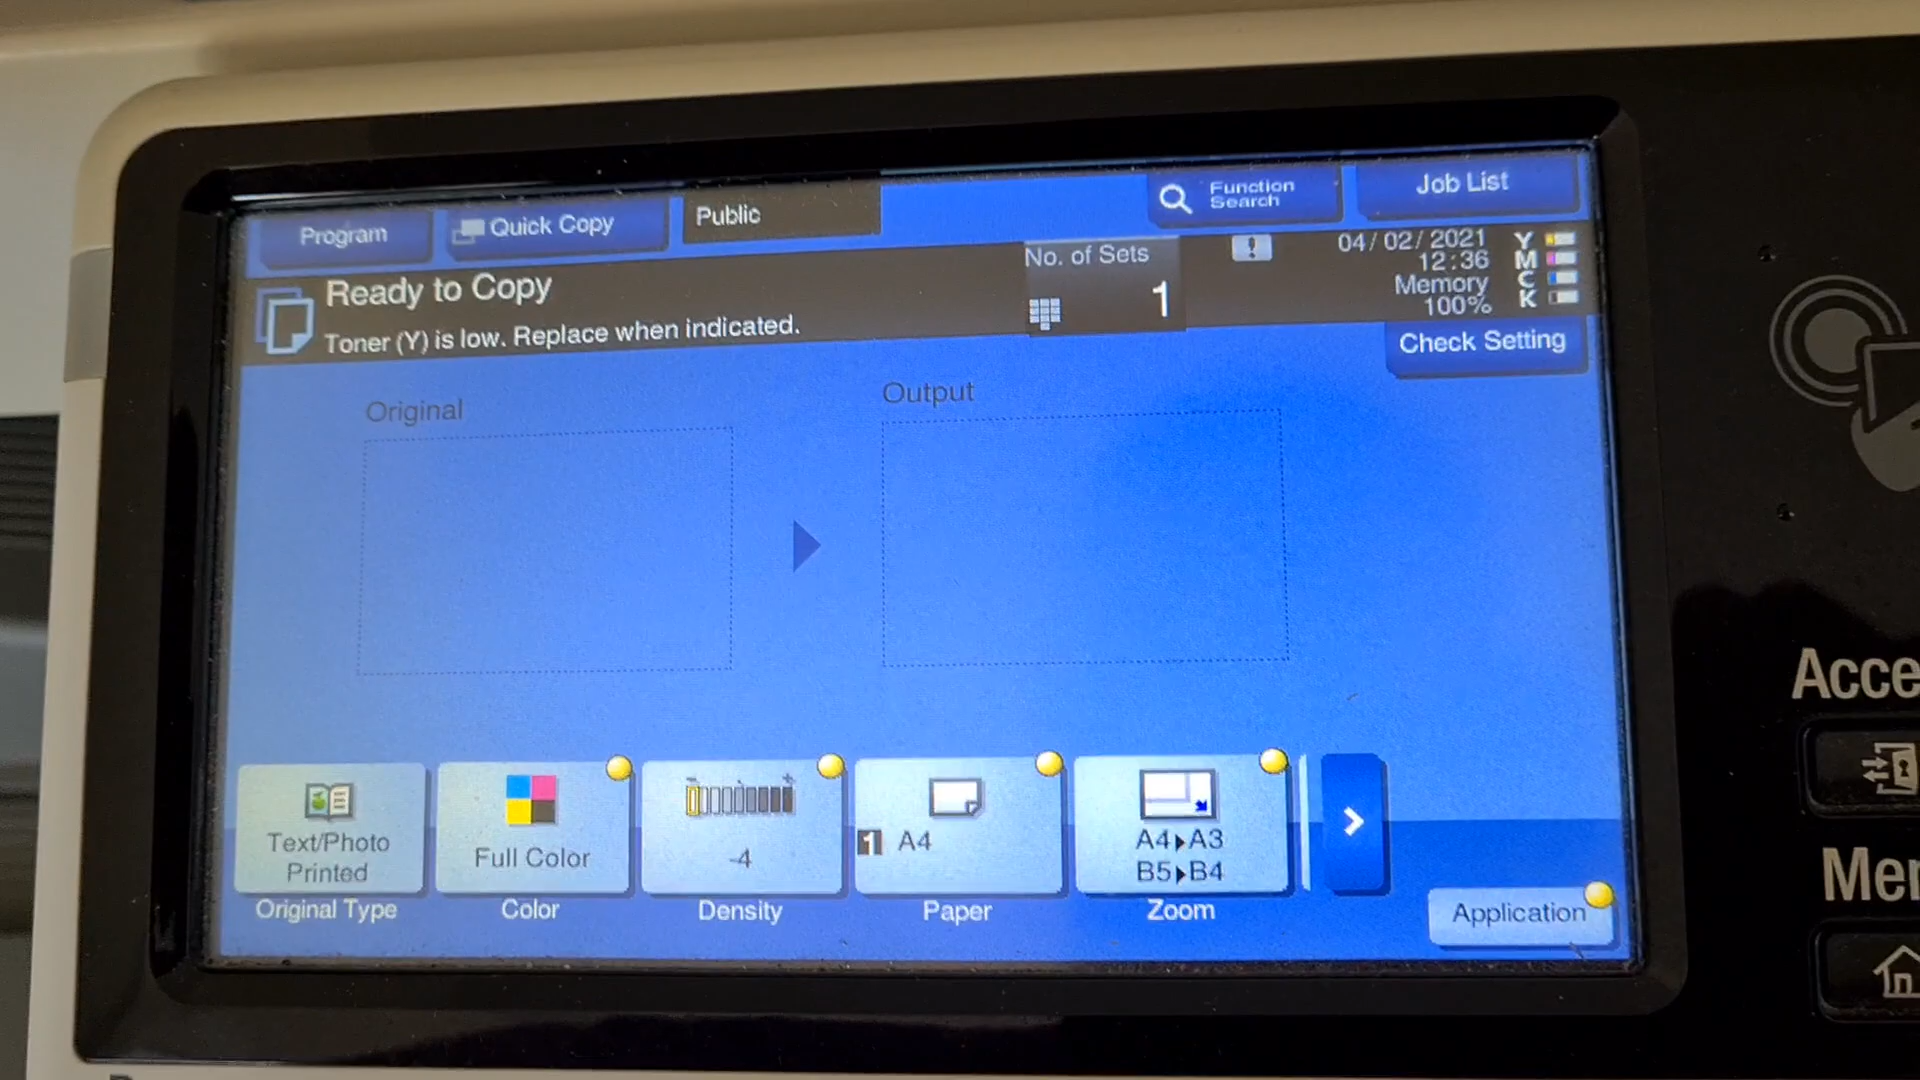 Program
Quick Copy
Public
Function
Search
Job List
Ready to Copy
Toner (Y) is low. Replace when indicated.
No. of Sets
1
04/02/2021
12:36
Memory
100%
Y
M
C
K
Check Setting
Original
Output
Text/Photo
Printed
Original Type
Full Color
Color
- +
-4
Density
1 A4
Paper
A4▸A3
B5▸B4
Zoom
Application
Acce
Mer